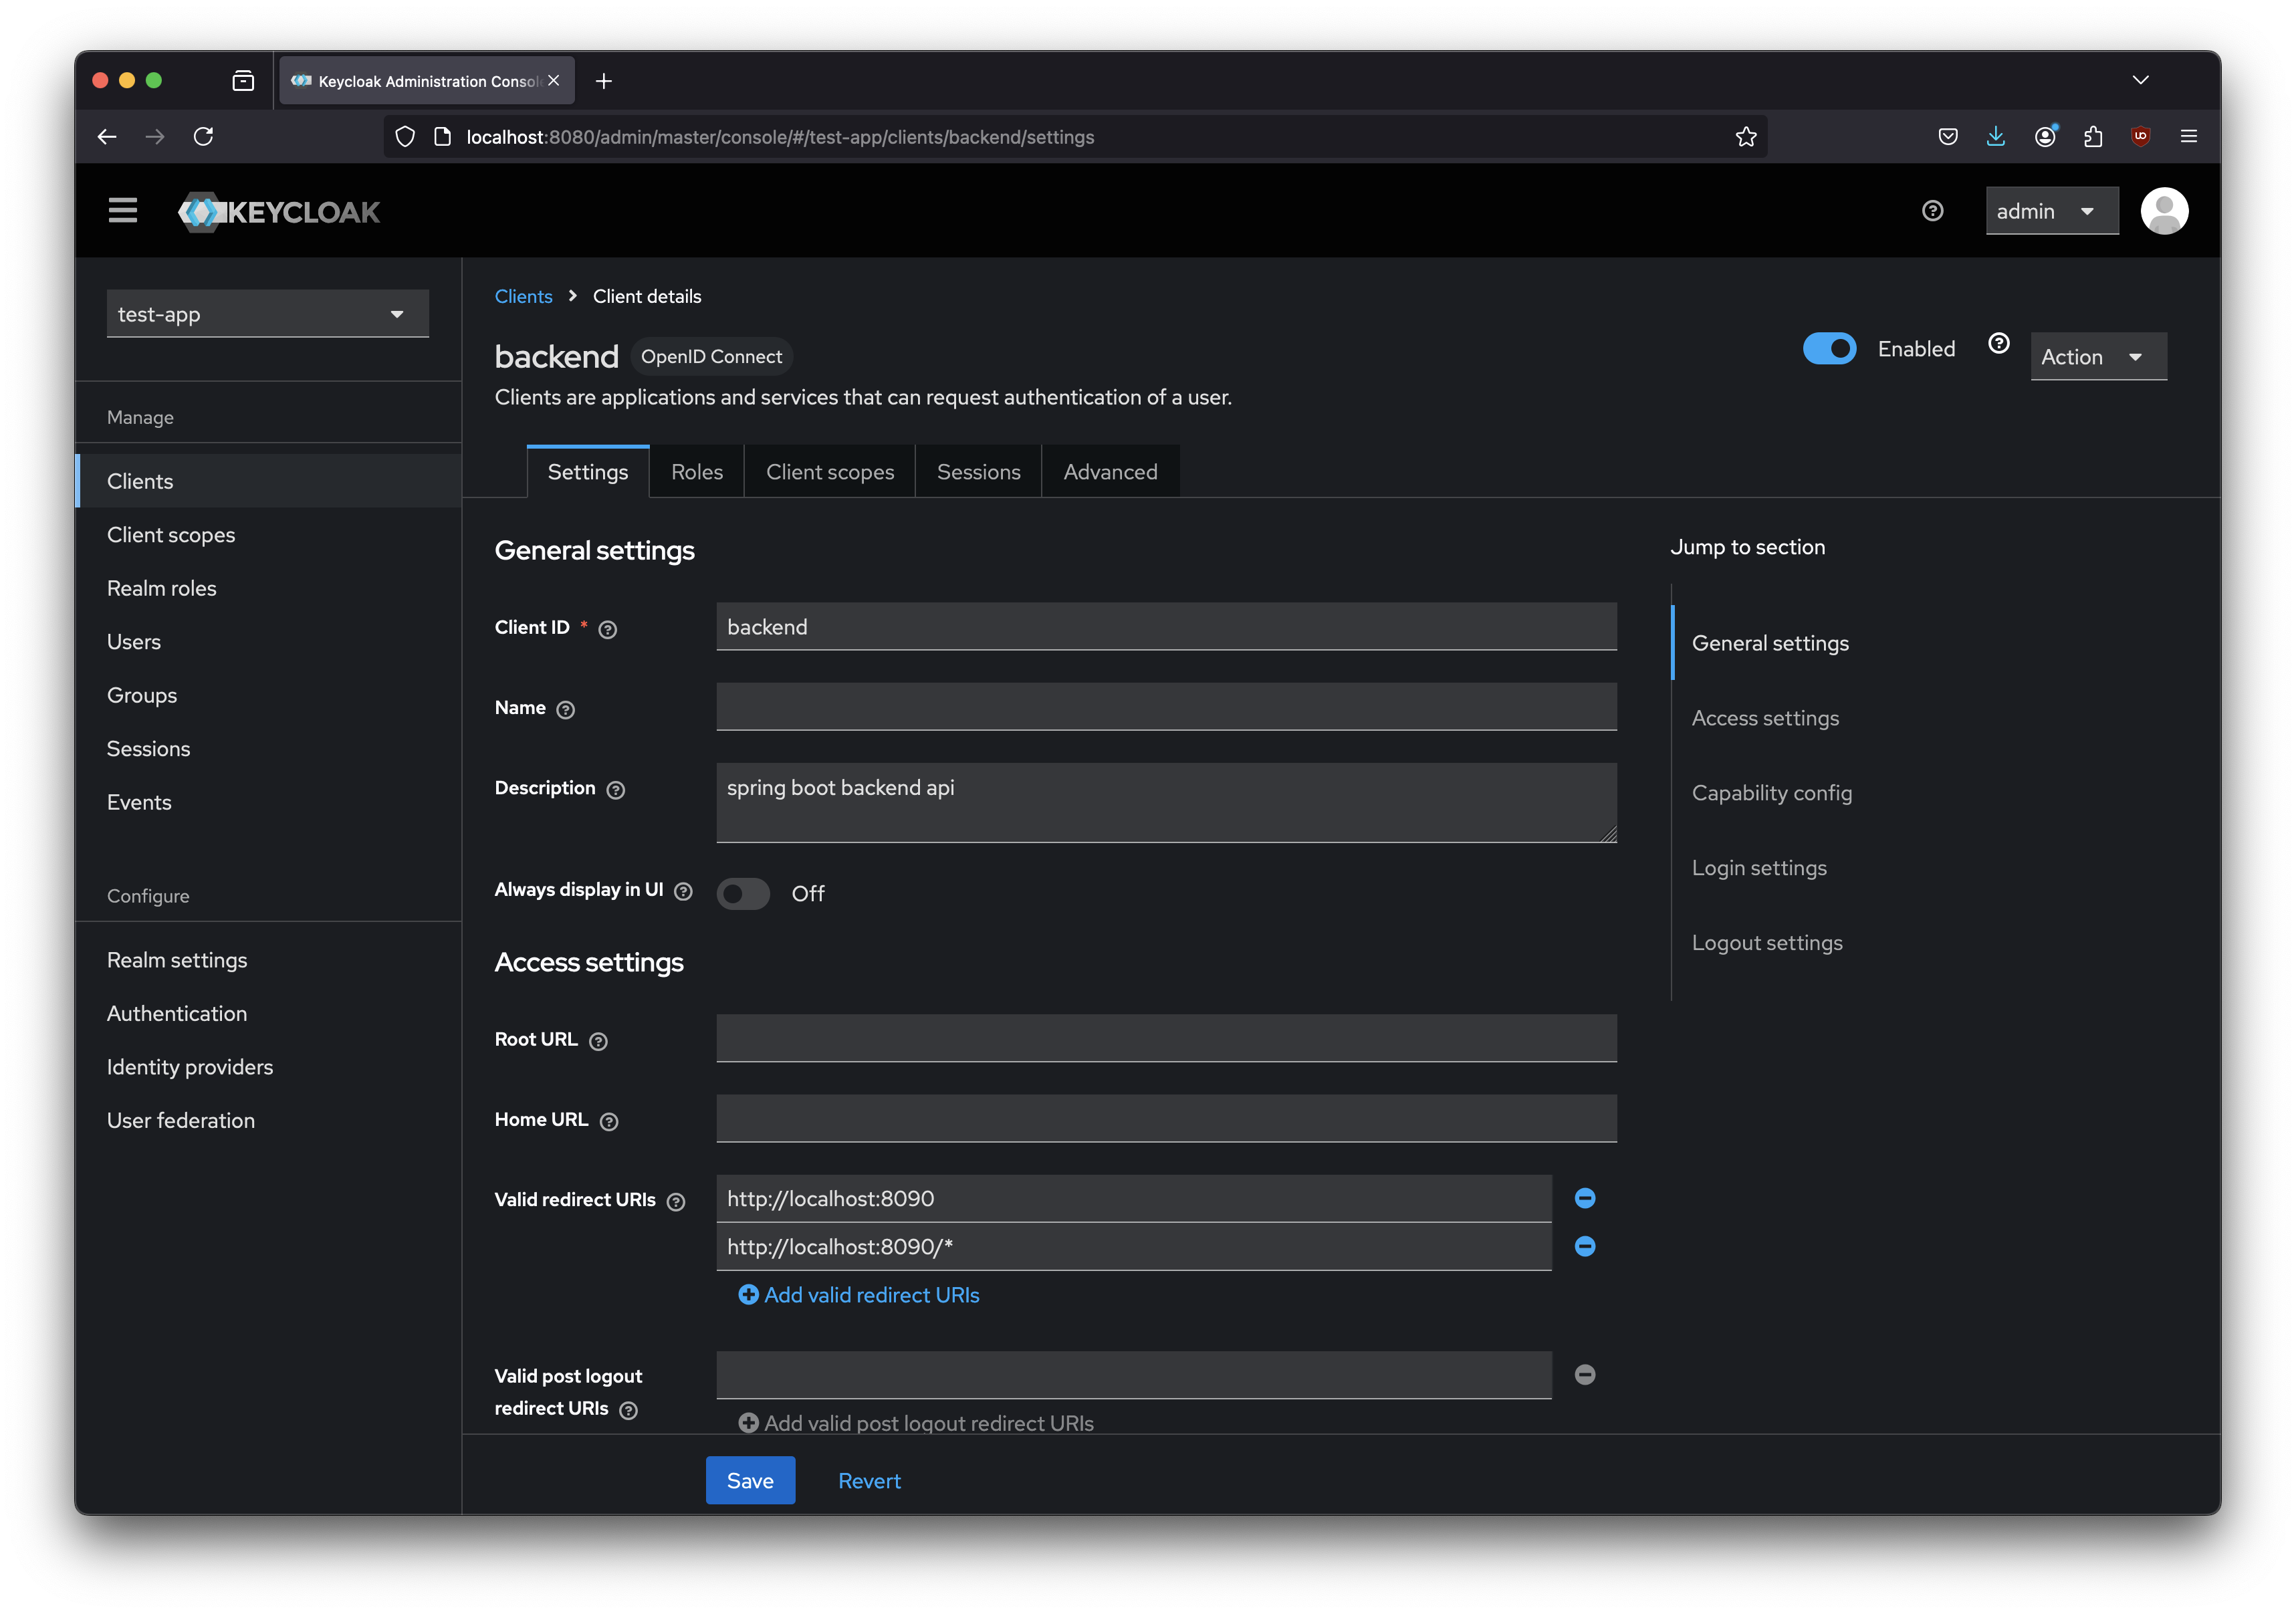 Keycloak Administration Consol
localhost:8080/admin/master/console/#/test-app/clients/backend/settings
KEYCLOAK
admin
test-app
Manage
Clients
Client scopes
Realm roles
Users
Groups
Sessions
Events
Configure
Realm settings
Authentication
Identity providers
User federation
Clients > Client details
backend OpenID Connect
Enabled
Action
Clients are applications and services that can request authentication of a user.
Settings Roles Client scopes Sessions Advanced
General settings
Client ID * backend
Name
Description spring boot backend api
Always display in UI Off
Access settings
Root URL
Home URL
Valid redirect URIs http://localhost:8090
http://localhost:8090/*
Add valid redirect URIs
Valid post logout
redirect URIs
Add valid post logout redirect URIs
Save Revert
Jump to section
General settings
Access settings
Capability config
Login settings
Logout settings